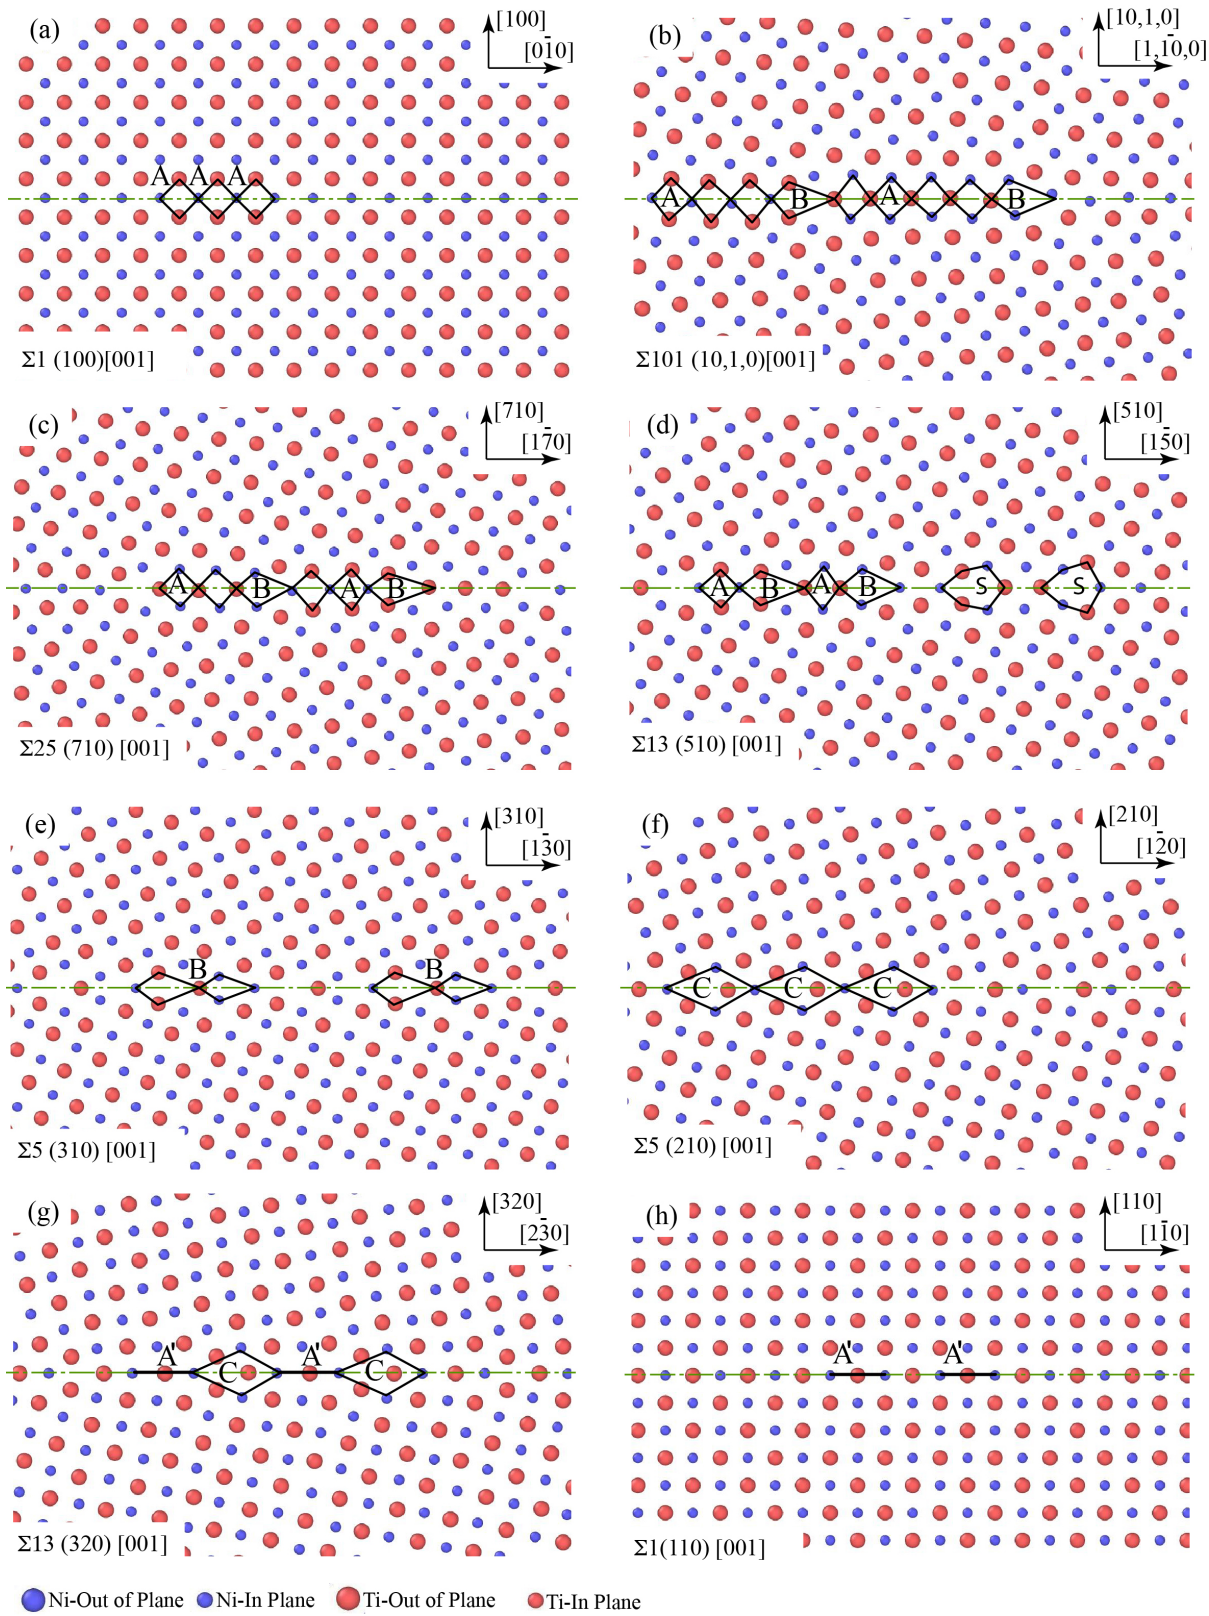 (a)
[100]
[01̄0]
A A A
Σ1 (100)[001]
(b)
[10,1,0]
[1,1̄0,0]
A B A B
Σ101 (10,1,0)[001]
(c)
[710]
[17̄0]
A B A B
Σ25 (710) [001]
(d)
[510]
[15̄0]
A B A B S S
Σ13 (510) [001]
(e)
[310]
[13̄0]
B B
Σ5 (310) [001]
(f)
[210]
[12̄0]
C C C
Σ5 (210) [001]
(g)
[320]
[23̄0]
A' C A' C
Σ13 (320) [001]
(h)
[110]
[11̄0]
A' A'
Σ1(110) [001]
Ni-Out of Plane Ni-In Plane Ti-Out of Plane Ti-In Plane